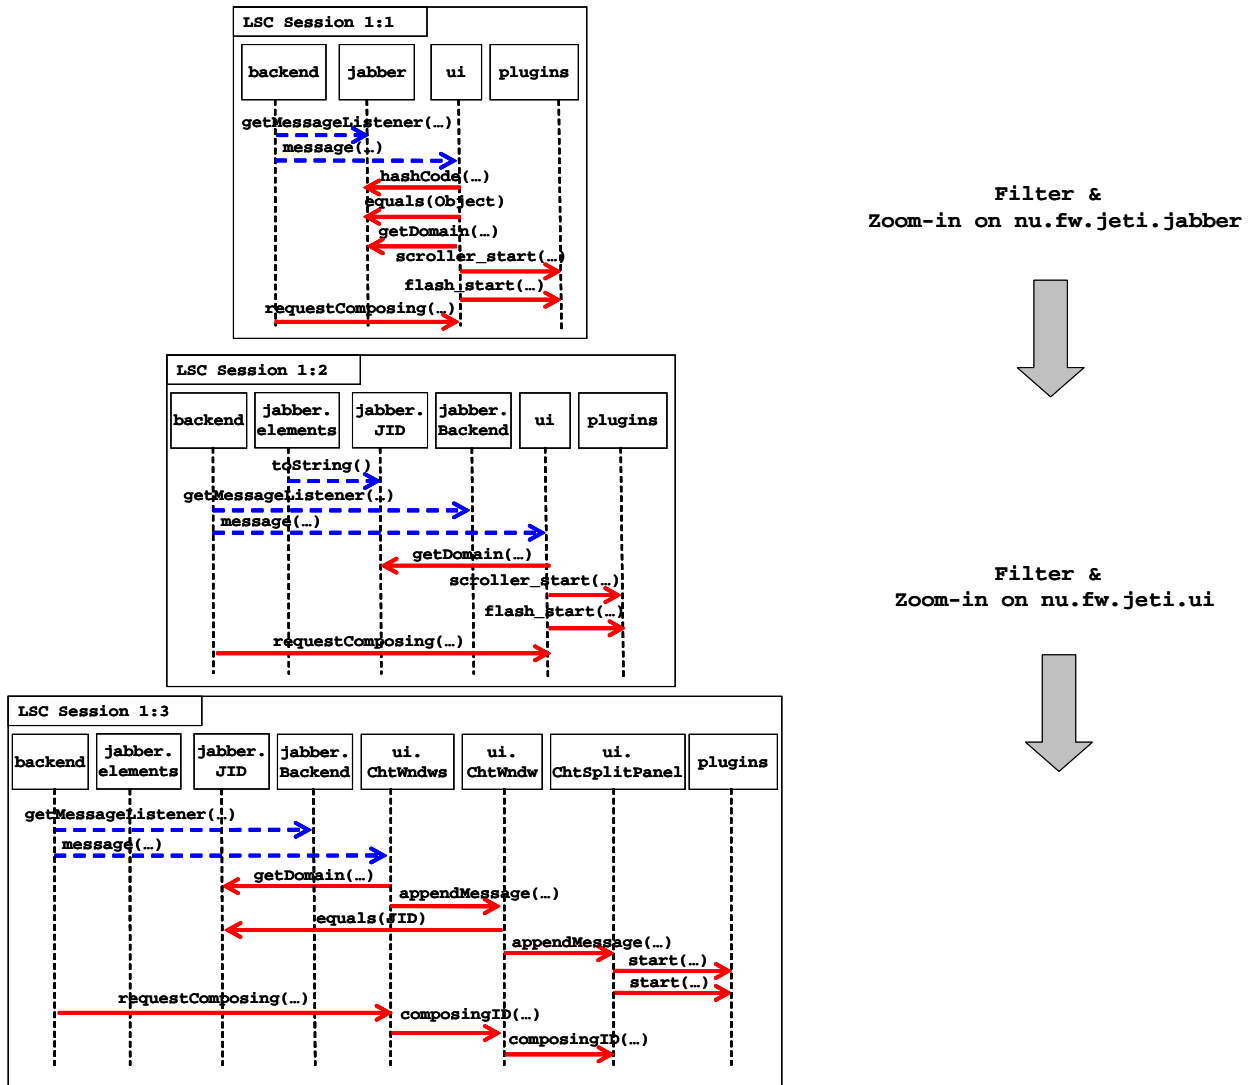 LSC Session 1:1
backend
jabber
ui
plugins
getMessageListener(…)
message(…)
hashCode(…)
equals(Object)
getDomain(…)
scroller_start(…)
flash_start(…)
requestComposing(…)
Filter &
Zoom-in on nu.fw.jeti.jabber
LSC Session 1:2
backend
jabber.
elements
jabber.
JID
jabber.
Backend
ui
plugins
toString()
getMessageListener(…)
message(…)
getDomain(…)
scroller_start(…)
flash_start(…)
requestComposing(…)
Filter &
Zoom-in on nu.fw.jeti.ui
LSC Session 1:3
backend
jabber.
elements
jabber.
JID
jabber.
Backend
ui.
ChtWndws
ui.
ChtWndw
ui.
ChtSplitPanel
plugins
getMessageListener(…)
message(…)
getDomain(…)
appendMessage(…)
equals(JID)
appendMessage(…)
start(…)
start(…)
requestComposing(…)
composingID(…)
composingID(…)